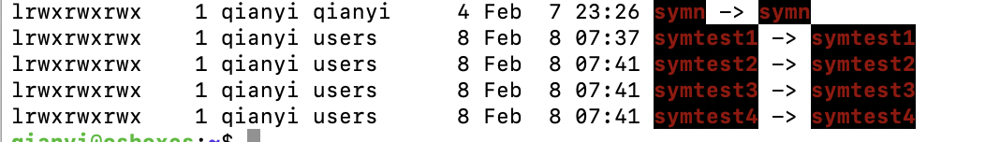 lrwxrwxrwx 1 qianyi qianyi 4 Feb 7 23:26 symn -> symn
lrwxrwxrwx 1 qianyi users 8 Feb 8 07:37 symtest1 -> symtest1
lrwxrwxrwx 1 qianyi users 8 Feb 8 07:41 symtest2 -> symtest2
lrwxrwxrwx 1 qianyi users 8 Feb 8 07:41 symtest3 -> symtest3
lrwxrwxrwx 1 qianyi users 8 Feb 8 07:41 symtest4 -> symtest4
qianyi@osboxes:~$